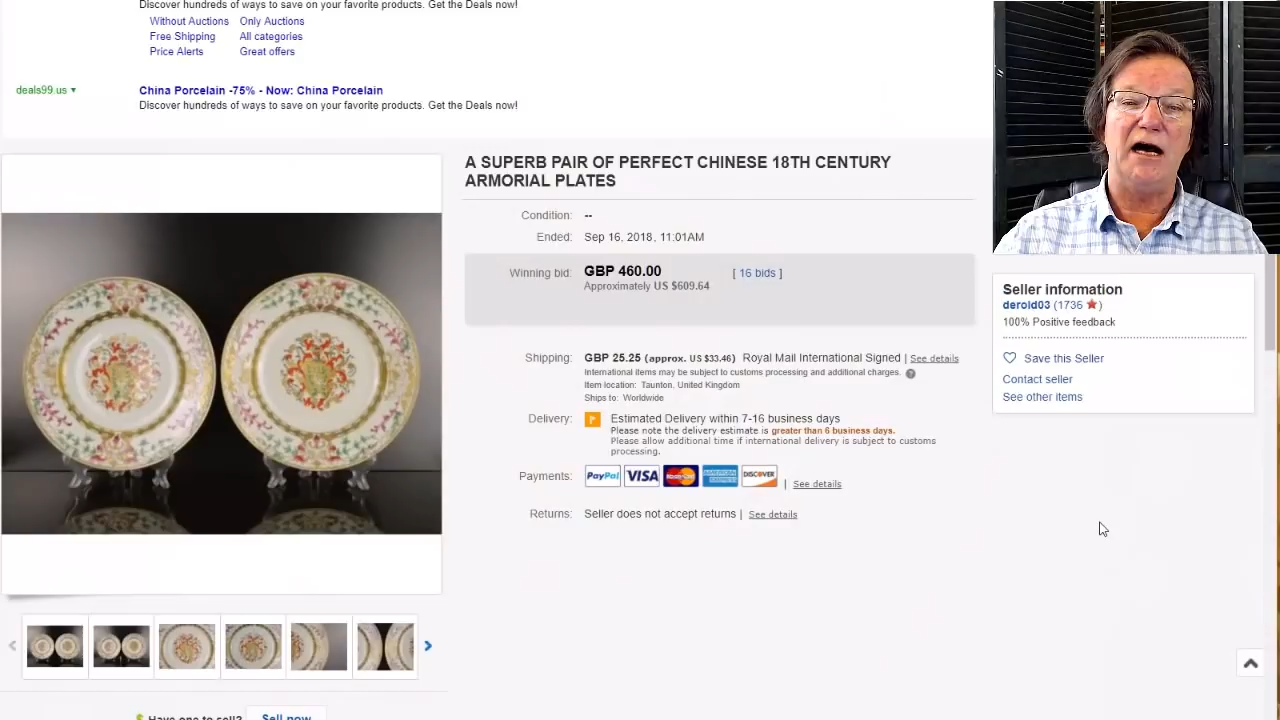 Discover hundreds of ways to save on your favorite products. Get the Deals now!
Without Auctions Only Auctions
Free Shipping All categories
Price Alerts Great offers
deals99.us ▾ China Porcelain -75% - Now: China Porcelain
Discover hundreds of ways to save on your favorite products. Get the Deals now!
A SUPERB PAIR OF PERFECT CHINESE 18TH CENTURY
ARMORIAL PLATES
Condition: --
Ended: Sep 16, 2018, 11:01AM
Winning bid: GBP 460.00 [ 16 bids ]
Approximately US $609.64
Shipping: GBP 25.25 (approx. US $33.46) Royal Mail International Signed | See details
International items may be subject to customs processing and additional charges. ?
Item location: Taunton, United Kingdom
Ships to: Worldwide
Delivery: Estimated Delivery within 7-16 business days
Please note the delivery estimate is greater than 6 business days.
Please allow additional time if international delivery is subject to customs
processing.
Payments: PayPal VISA MasterCard AMERICAN EXPRESS DISCOVER | See details
Returns: Seller does not accept returns | See details
Seller information
derold03 (1736 ★)
100% Positive feedback
Save this Seller
Contact seller
See other items
Have one to sell? Sell now